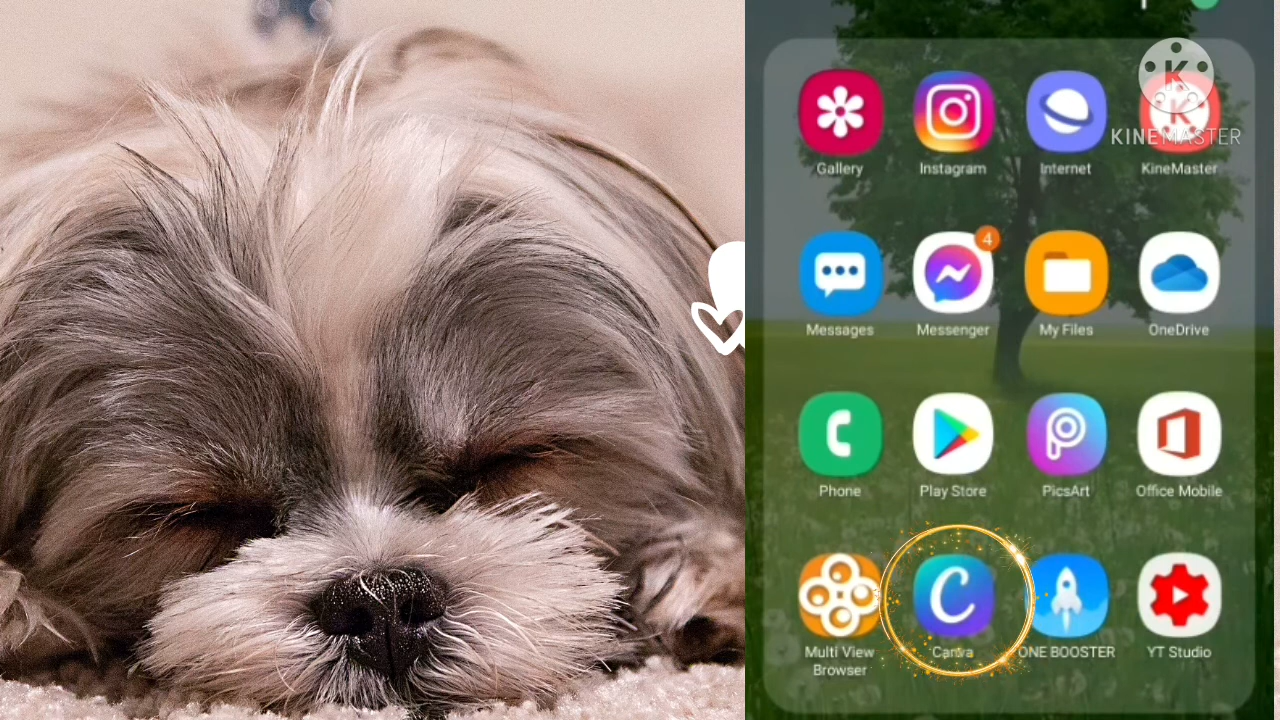 KINEMASTER
Gallery
Instagram
Internet
KineMaster
4
Messages
Messenger
My Files
OneDrive
Phone
Play Store
PicsArt
Office Mobile
Multi View
Browser
Canva
ONE BOOSTER
YT Studio